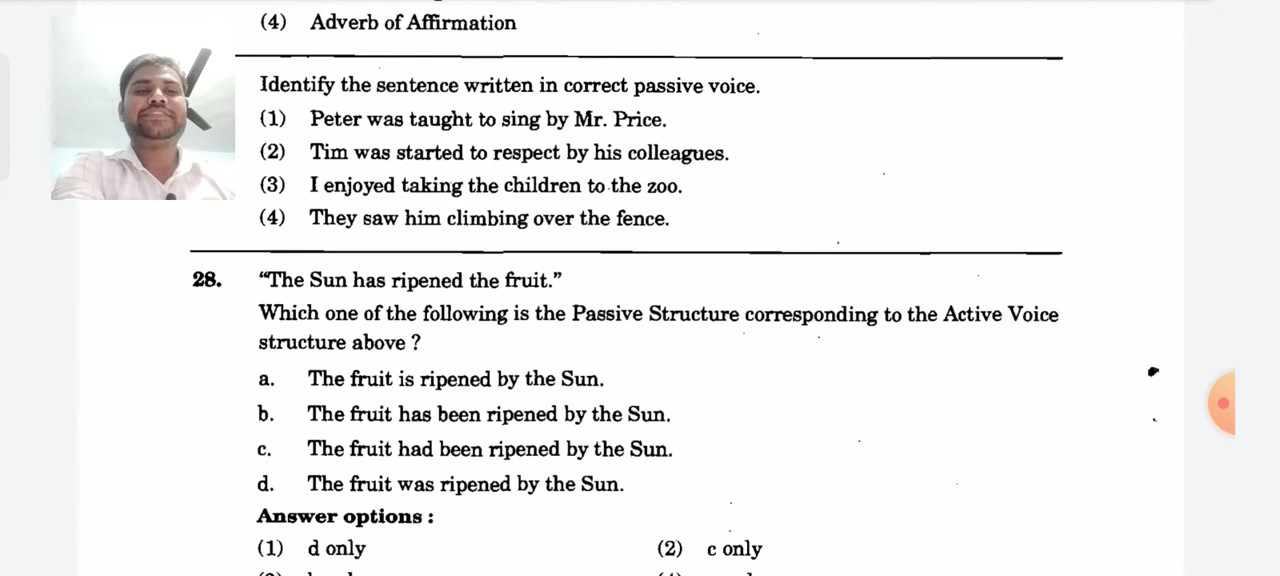 (4) Adverb of Affirmation
Identify the sentence written in correct passive voice.
(1) Peter was taught to sing by Mr. Price.
(2) Tim was started to respect by his colleagues.
(3) I enjoyed taking the children to the zoo.
(4) They saw him climbing over the fence.
28. “The Sun has ripened the fruit.”
Which one of the following is the Passive Structure corresponding to the Active Voice
structure above ?
a. The fruit is ripened by the Sun.
b. The fruit has been ripened by the Sun.
c. The fruit had been ripened by the Sun.
d. The fruit was ripened by the Sun.
Answer options :
(1) d only (2) c only